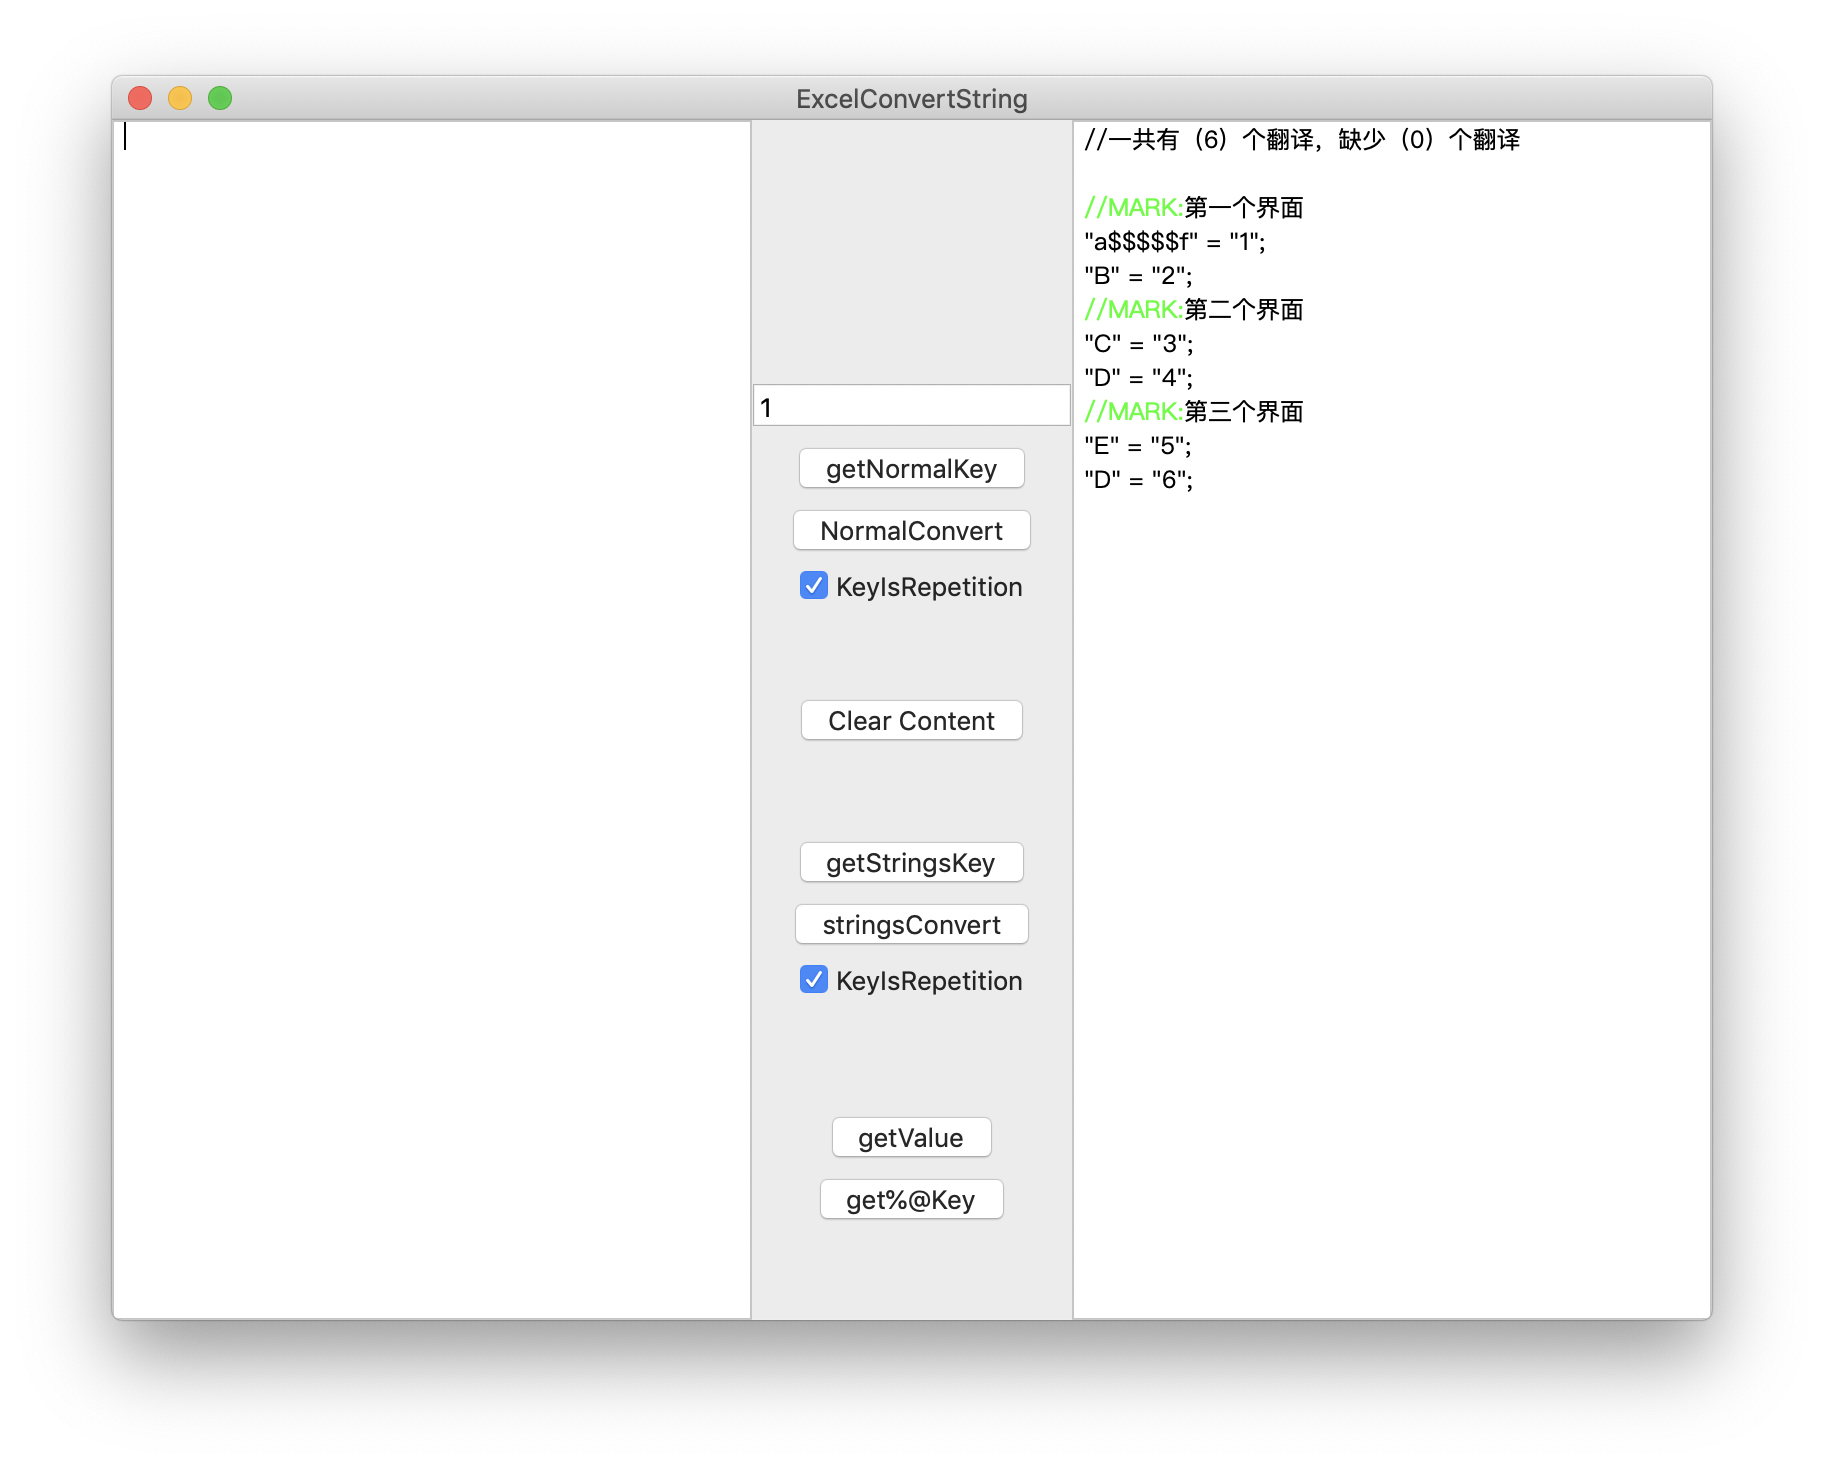 ExcelConvertString
1
getNormalKey
NormalConvert
KeyIsRepetition
Clear Content
getStringsKey
stringsConvert
KeyIsRepetition
getValue
get%@Key
//一共有（6）个翻译，缺少（0）个翻译
//MARK:第一个界面
"a$$$$$f" = "1";
"B" = "2";
//MARK:第二个界面
"C" = "3";
"D" = "4";
//MARK:第三个界面
"E" = "5";
"D" = "6";